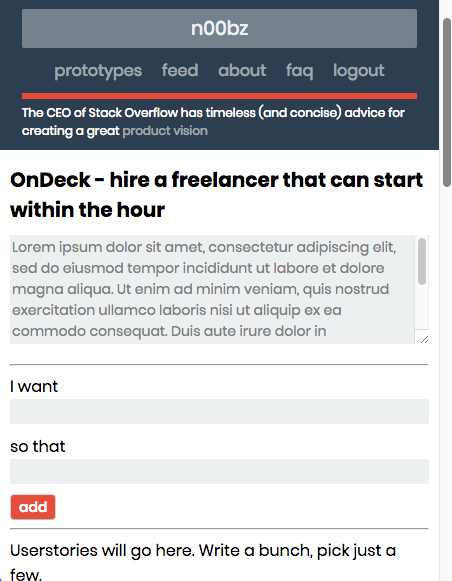 n00bz
prototypes feed about faq logout
The CEO of Stack Overflow has timeless (and concise) advice for
creating a great product vision
OnDeck - hire a freelancer that can start
within the hour
Lorem ipsum dolor sit amet, consectetur adipiscing elit,
sed do eiusmod tempor incididunt ut labore et dolore
magna aliqua. Ut enim ad minim veniam, quis nostrud
exercitation ullamco laboris nisi ut aliquip ex ea
commodo consequat. Duis aute irure dolor in
I want
so that
add
Userstories will go here. Write a bunch, pick just a
few.